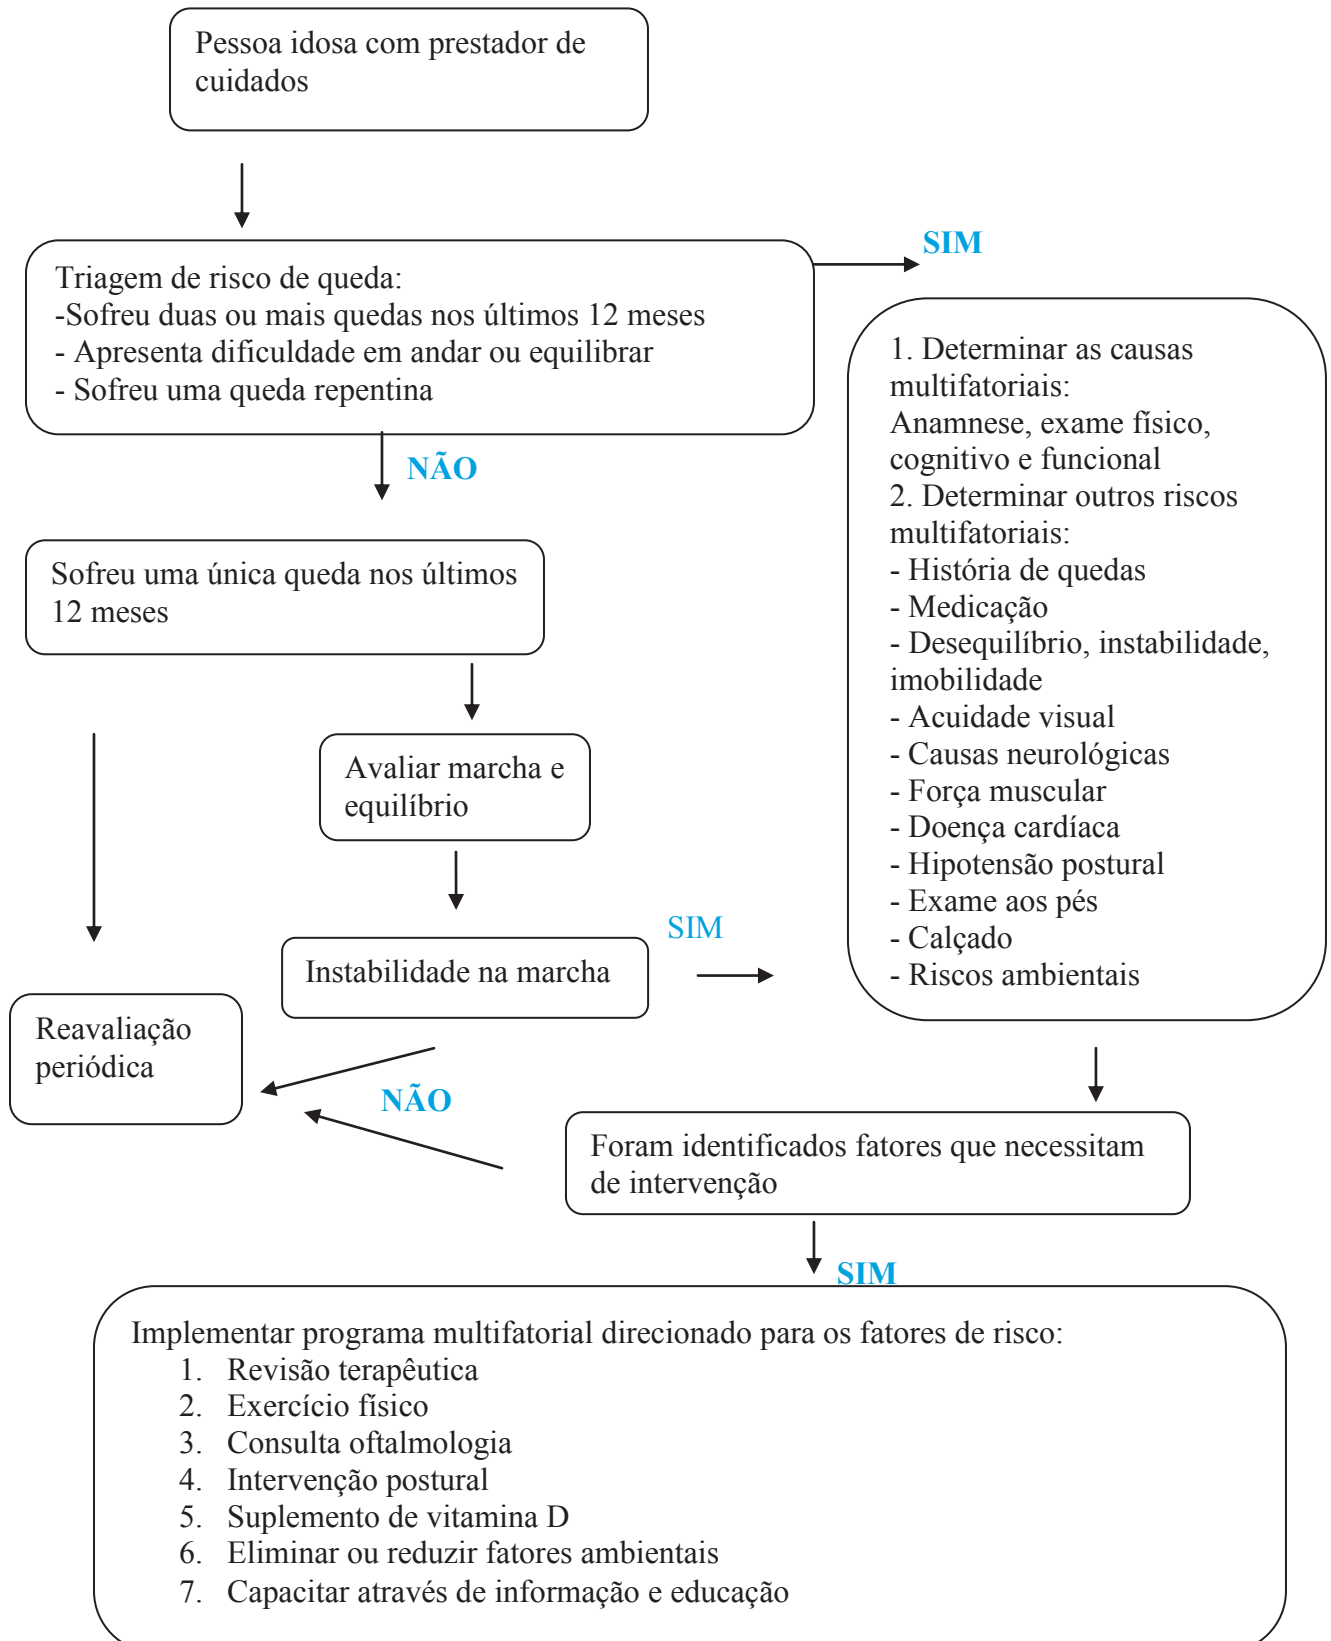 Pessoa idosa com prestador de
cuidados
Triagem de risco de queda:
-Sofreu duas ou mais quedas nos últimos 12 meses
- Apresenta dificuldade em andar ou equilibrar
- Sofreu uma queda repentina
SIM
NÃO
1. Determinar as causas
multifatoriais:
Anamnese, exame físico,
cognitivo e funcional
2. Determinar outros riscos
multifatoriais:
- História de quedas
- Medicação
- Desequilíbrio, instabilidade,
imobilidade
- Acuidade visual
- Causas neurológicas
- Força muscular
- Doença cardíaca
- Hipotensão postural
- Exame aos pés
- Calçado
- Riscos ambientais
Sofreu uma única queda nos últimos
12 meses
Avaliar marcha e
equilíbrio
Instabilidade na marcha
SIM
Reavaliação
periódica
NÃO
Foram identificados fatores que necessitam
de intervenção
SIM
Implementar programa multifatorial direcionado para os fatores de risco:
1. Revisão terapêutica
2. Exercício físico
3. Consulta oftalmologia
4. Intervenção postural
5. Suplemento de vitamina D
6. Eliminar ou reduzir fatores ambientais
7. Capacitar através de informação e educação